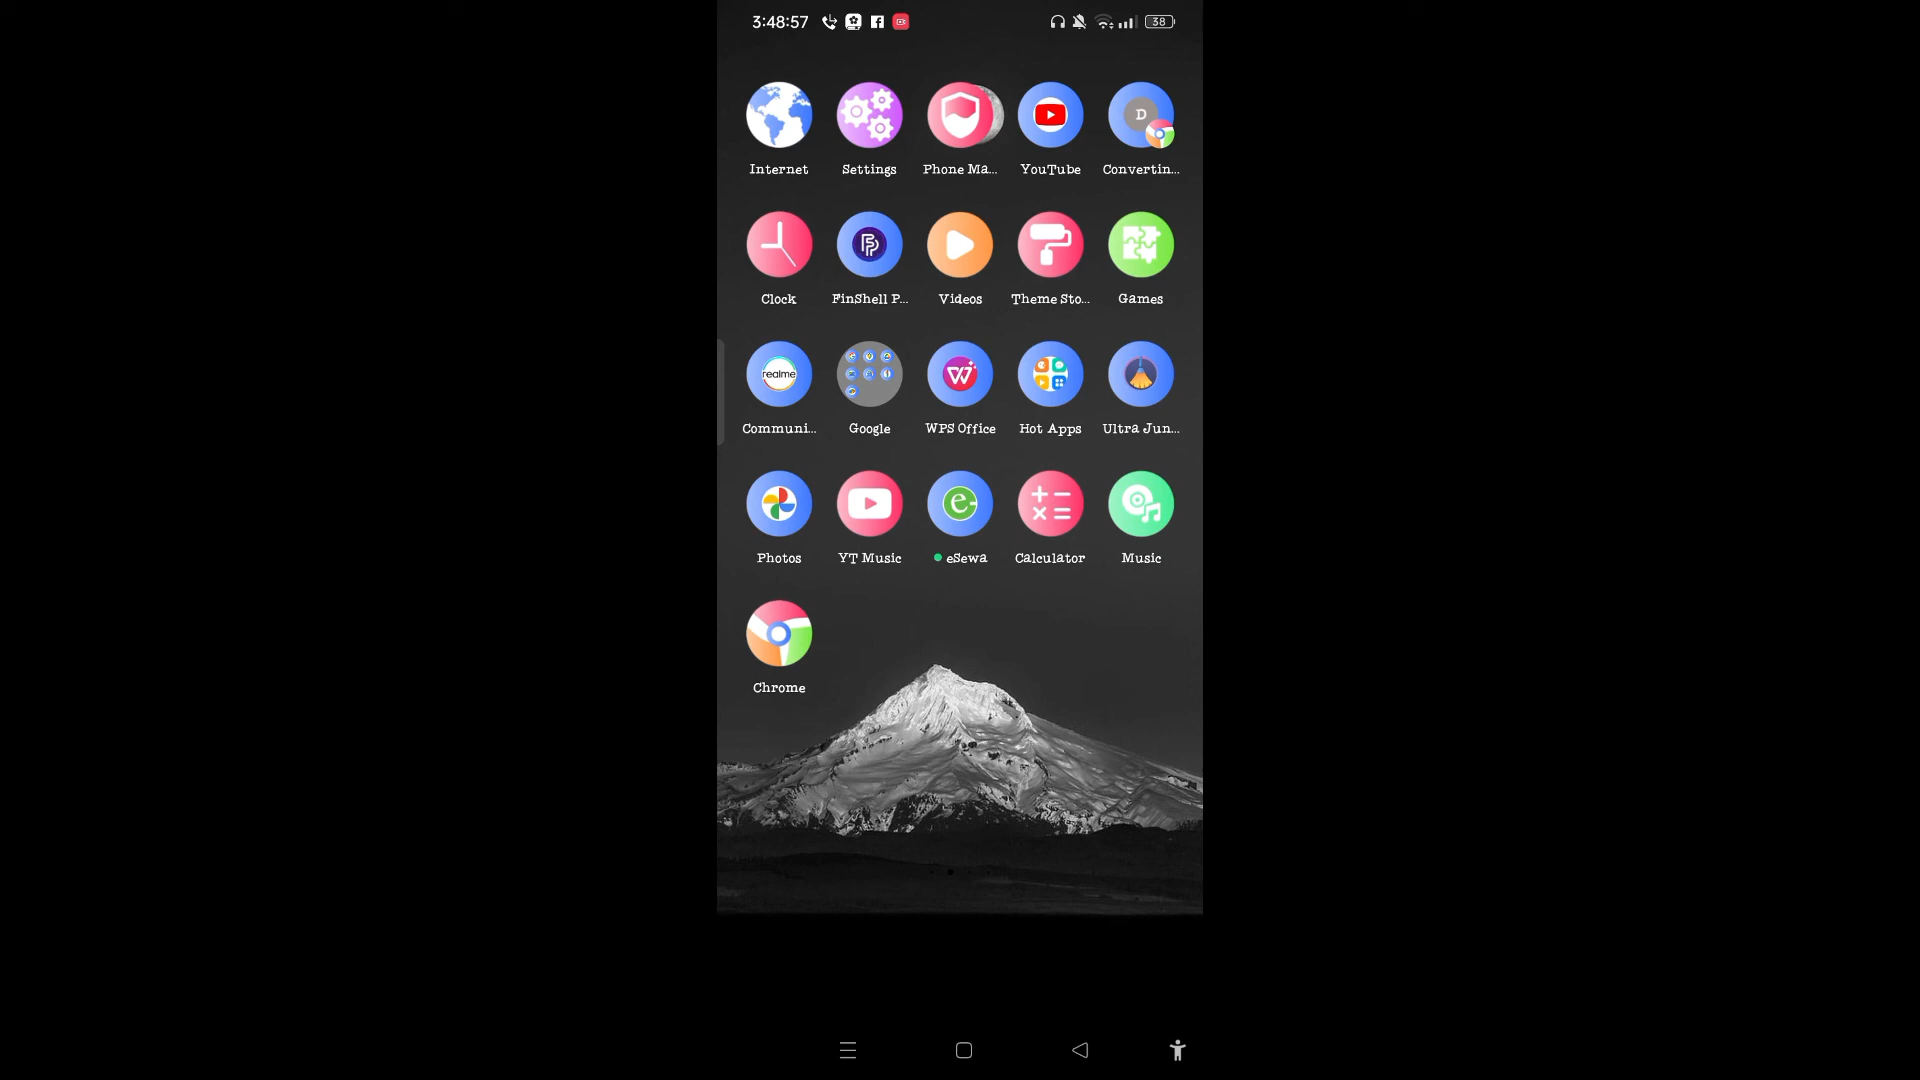 3:48:57 38
Internet Settings Phone Ma... YouTube Convertin...
D
Clock FinShell P... Videos Theme Sto... Games
realme
Communi... Google WPS Office Hot Apps Ultra Jun...
Photos YT Music eSewa Calculator Music
Chrome